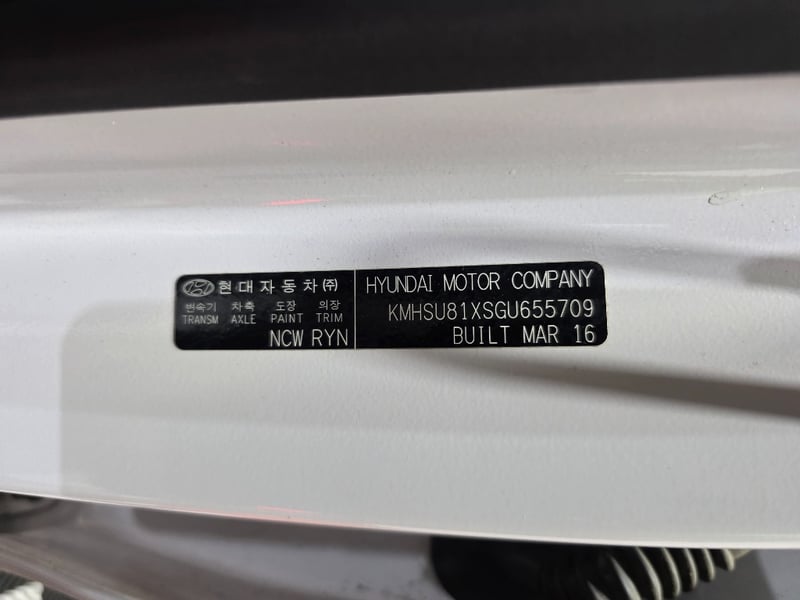 현대자동차㈜
변속기 차축 도장 의장
TRANSM AXLE PAINT TRIM
NCW RYN
HYUNDAI MOTOR COMPANY
KMHSU81XSGU655709
BUILT MAR 16